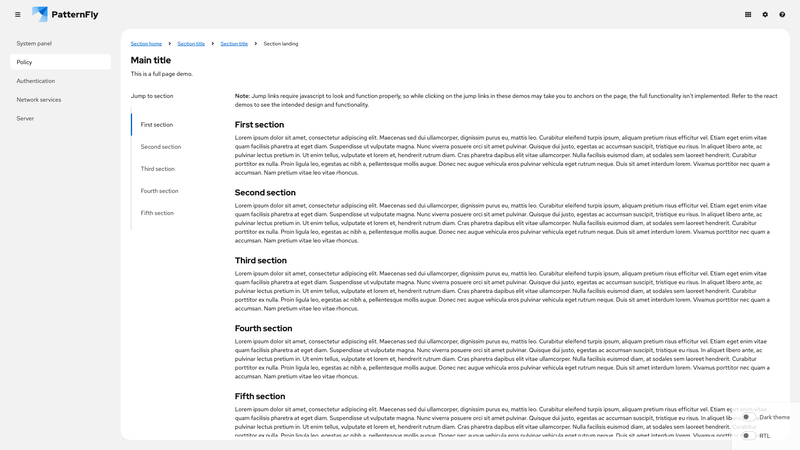 PatternFly
System panel
Policy
Authentication
Network services
Server
Section home
Section title
Section title
Section landing
Main title
This is a full page demo.
Jump to section
First section
Second section
Third section
Fourth section
Fifth section
Note: Jump links require javascript to look and function properly, so while clicking on the jump links in these demos may take you to anchors on the page, the full functionality isn't implemented. Refer to the react
demos to see the intended design and functionality.
First section
Lorem ipsum dolor sit amet, consectetur adipiscing elit. Maecenas sed dui ullamcorper, dignissim purus eu, mattis leo. Curabitur eleifend turpis ipsum, aliquam pretium risus efficitur vel. Etiam eget enim vitae
quam facilisis pharetra at eget diam. Suspendisse ut vulputate magna. Nunc viverra posuere orci sit amet pulvinar. Quisque dui justo, egestas ac accumsan suscipit, tristique eu risus. In aliquet libero ante, ac
pulvinar lectus pretium in. Ut enim tellus, vulputate et lorem et, hendrerit rutrum diam. Cras pharetra dapibus elit vitae ullamcorper. Nulla facilisis euismod diam, at sodales sem laoreet hendrerit. Curabitur
porttitor ex nulla. Proin ligula leo, egestas ac nibh a, pellentesque mollis augue. Donec nec augue vehicula eros pulvinar vehicula eget rutrum neque. Duis sit amet interdum lorem. Vivamus porttitor nec quam a
accumsan. Nam pretium vitae leo vitae rhoncus.
Second section
Lorem ipsum dolor sit amet, consectetur adipiscing elit. Maecenas sed dui ullamcorper, dignissim purus eu, mattis leo. Curabitur eleifend turpis ipsum, aliquam pretium risus efficitur vel. Etiam eget enim vitae
quam facilisis pharetra at eget diam. Suspendisse ut vulputate magna. Nunc viverra posuere orci sit amet pulvinar. Quisque dui justo, egestas ac accumsan suscipit, tristique eu risus. In aliquet libero ante, ac
pulvinar lectus pretium in. Ut enim tellus, vulputate et lorem et, hendrerit rutrum diam. Cras pharetra dapibus elit vitae ullamcorper. Nulla facilisis euismod diam, at sodales sem laoreet hendrerit. Curabitur
porttitor ex nulla. Proin ligula leo, egestas ac nibh a, pellentesque mollis augue. Donec nec augue vehicula eros pulvinar vehicula eget rutrum neque. Duis sit amet interdum lorem. Vivamus porttitor nec quam a
accumsan. Nam pretium vitae leo vitae rhoncus.
Third section
Lorem ipsum dolor sit amet, consectetur adipiscing elit. Maecenas sed dui ullamcorper, dignissim purus eu, mattis leo. Curabitur eleifend turpis ipsum, aliquam pretium risus efficitur vel. Etiam eget enim vitae
quam facilisis pharetra at eget diam. Suspendisse ut vulputate magna. Nunc viverra posuere orci sit amet pulvinar. Quisque dui justo, egestas ac accumsan suscipit, tristique eu risus. In aliquet libero ante, ac
pulvinar lectus pretium in. Ut enim tellus, vulputate et lorem et, hendrerit rutrum diam. Cras pharetra dapibus elit vitae ullamcorper. Nulla facilisis euismod diam, at sodales sem laoreet hendrerit. Curabitur
porttitor ex nulla. Proin ligula leo, egestas ac nibh a, pellentesque mollis augue. Donec nec augue vehicula eros pulvinar vehicula eget rutrum neque. Duis sit amet interdum lorem. Vivamus porttitor nec quam a
accumsan. Nam pretium vitae leo vitae rhoncus.
Fourth section
Lorem ipsum dolor sit amet, consectetur adipiscing elit. Maecenas sed dui ullamcorper, dignissim purus eu, mattis leo. Curabitur eleifend turpis ipsum, aliquam pretium risus efficitur vel. Etiam eget enim vitae
quam facilisis pharetra at eget diam. Suspendisse ut vulputate magna. Nunc viverra posuere orci sit amet pulvinar. Quisque dui justo, egestas ac accumsan suscipit, tristique eu risus. In aliquet libero ante, ac
pulvinar lectus pretium in. Ut enim tellus, vulputate et lorem et, hendrerit rutrum diam. Cras pharetra dapibus elit vitae ullamcorper. Nulla facilisis euismod diam, at sodales sem laoreet hendrerit. Curabitur
porttitor ex nulla. Proin ligula leo, egestas ac nibh a, pellentesque mollis augue. Donec nec augue vehicula eros pulvinar vehicula eget rutrum neque. Duis sit amet interdum lorem. Vivamus porttitor nec quam a
accumsan. Nam pretium vitae leo vitae rhoncus.
Fifth section
Lorem ipsum dolor sit amet, consectetur adipiscing elit. Maecenas sed dui ullamcorper, dignissim purus eu, mattis leo. Curabitur eleifend turpis ipsum, aliquam pretium risus efficitur vel. Etiam eget enim vitae
quam facilisis pharetra at eget diam. Suspendisse ut vulputate magna. Nunc viverra posuere orci sit amet pulvinar. Quisque dui justo, egestas ac accumsan suscipit, tristique eu risus. In aliquet
pulvinar lectus pretium in. Ut enim tellus, vulputate et lorem et, hendrerit rutrum diam. Cras pharetra dapibus elit vitae ullamcorper. Nulla facilisis euismod diam, at sodales sem laoreet
Dark theme
RTL